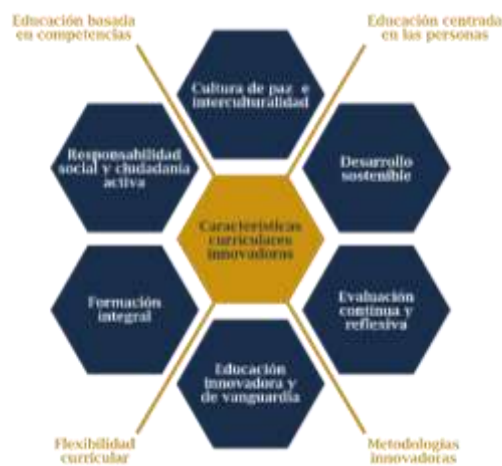 Educación basada
en competencias
Educación centrada
en las personas
Cultura de paz e
interculturalidad
Responsabilidad
social y ciudadanía
activa
Desarrollo
sostenible
Características
curriculares
innovadoras
Formación
integral
Evaluación
continua y
reflexiva
Educación
innovadora y
de vanguardia
Flexibilidad
curricular
Metodologías
innovadoras